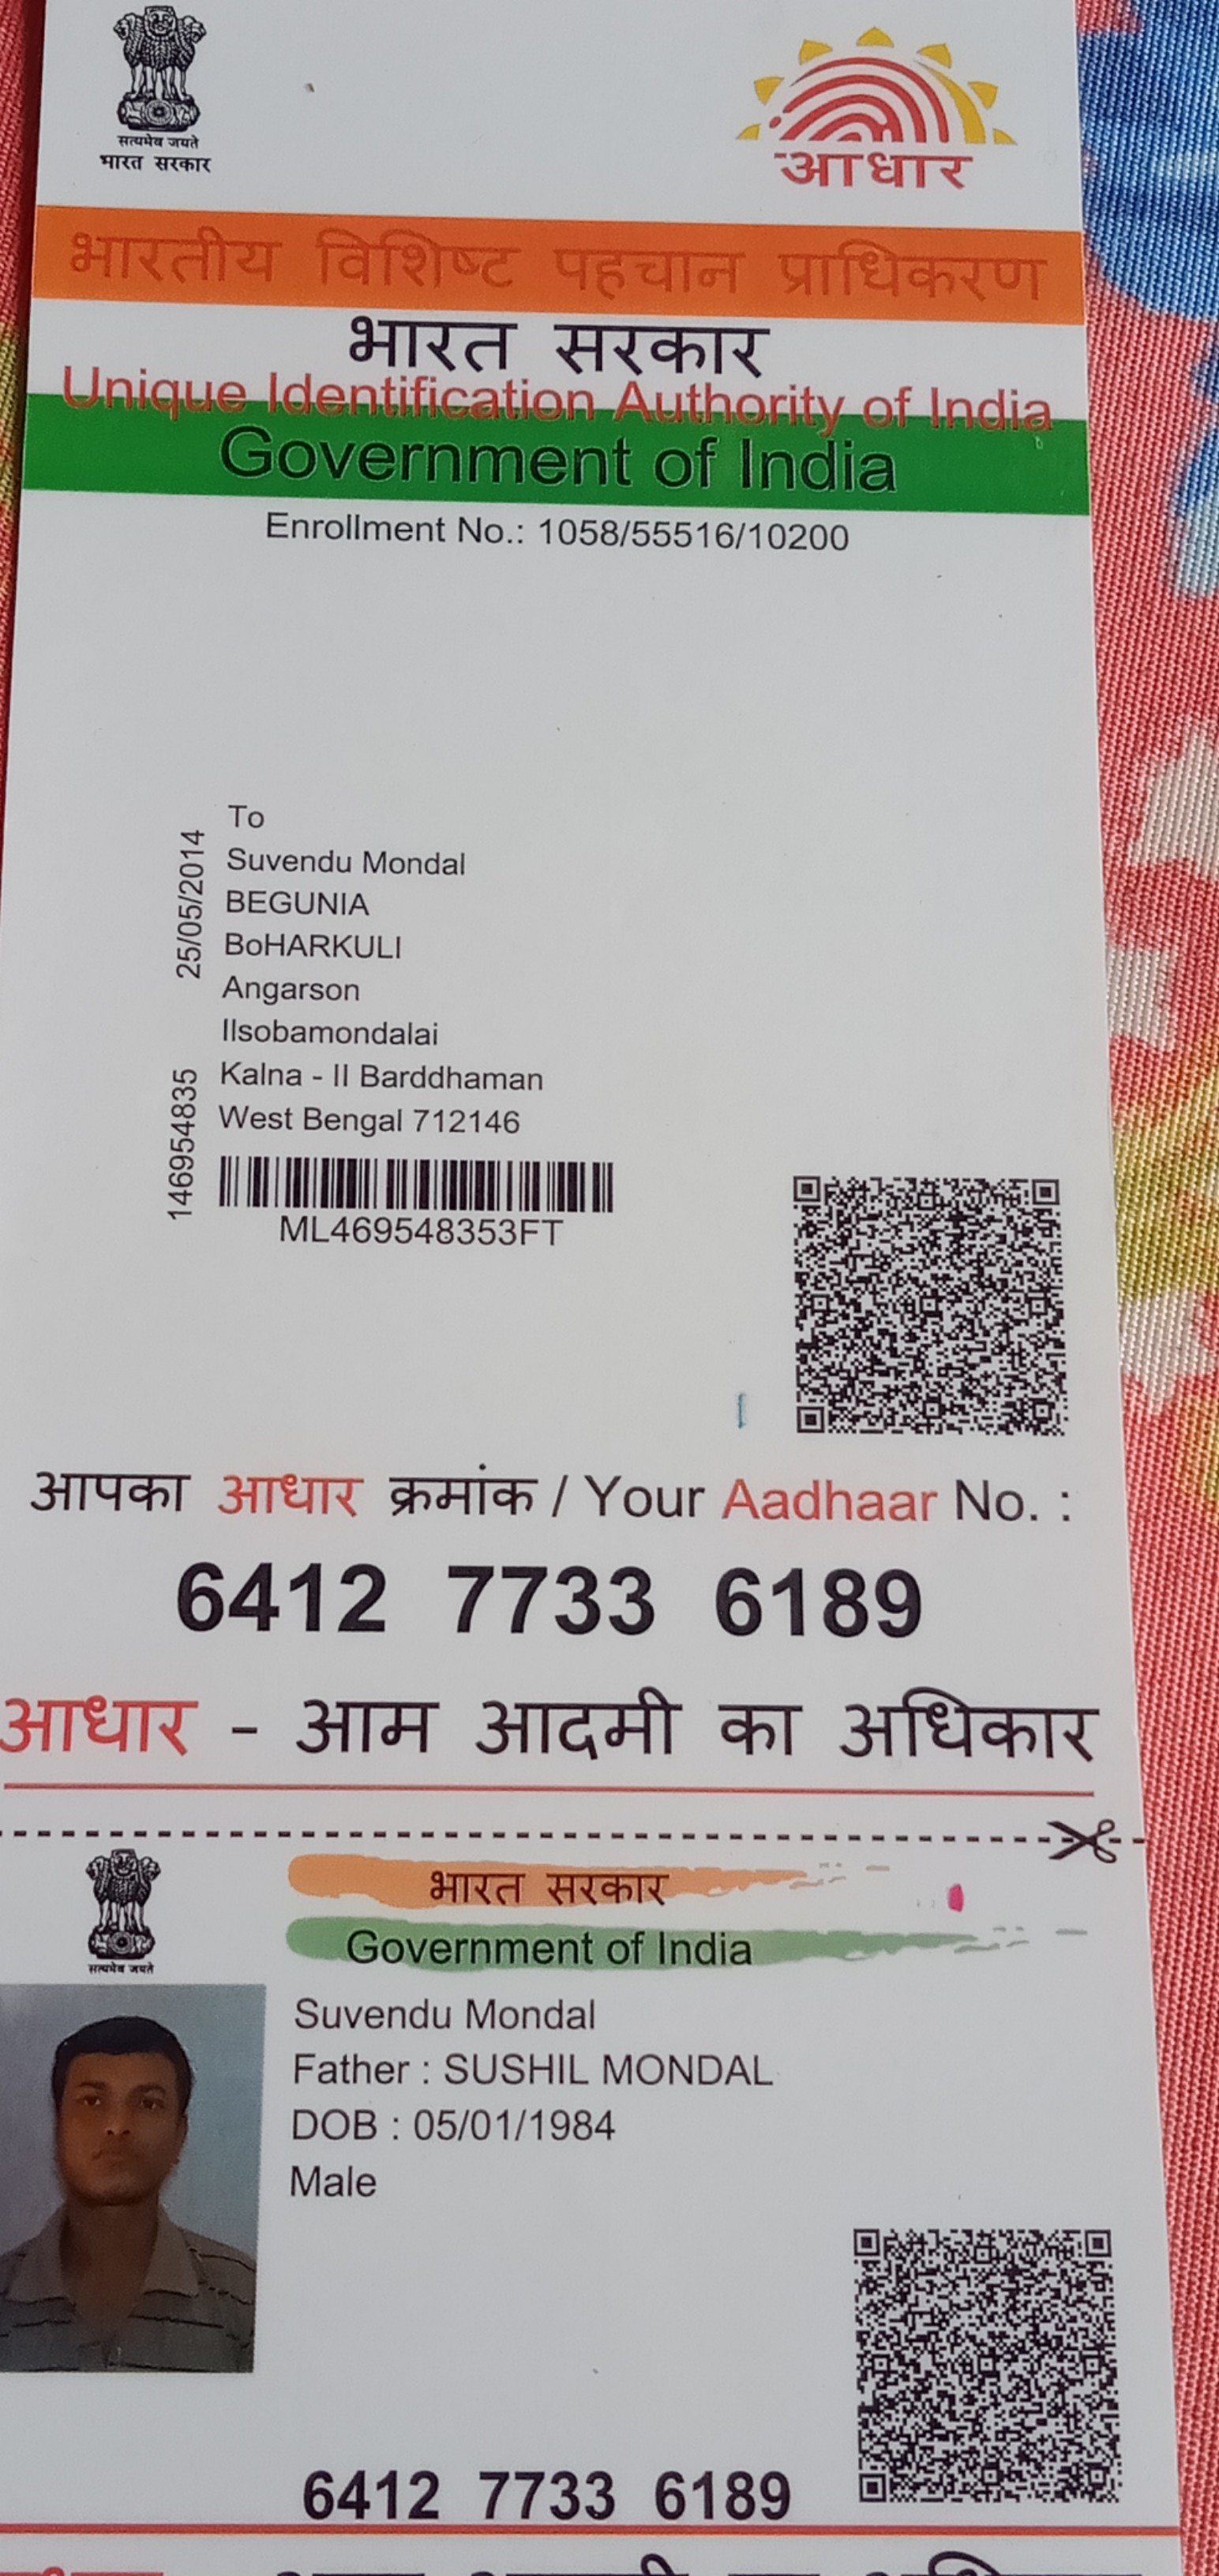 सत्यमेव जयते
भारत सरकार
आधार
भारतीय विशिष्ट पहचान प्राधिकरण
भारत सरकार
Unique Identification Authority of India
Government of India
Enrollment No.: 1058/55516/10200
To
Suvendu Mondal
BEGUNIA
BoHARKULI
Angarson
Ilsobamondalai
Kalna - II Barddhaman
West Bengal 712146
25/05/2014
146954835
ML469548353FT
आपका आधार क्रमांक / Your Aadhaar No. :
6412 7733 6189
आधार - आम आदमी का अधिकार
सत्यमेव जयते
भारत सरकार
Government of India
Suvendu Mondal
Father : SUSHIL MONDAL
DOB : 05/01/1984
Male
6412 7733 6189